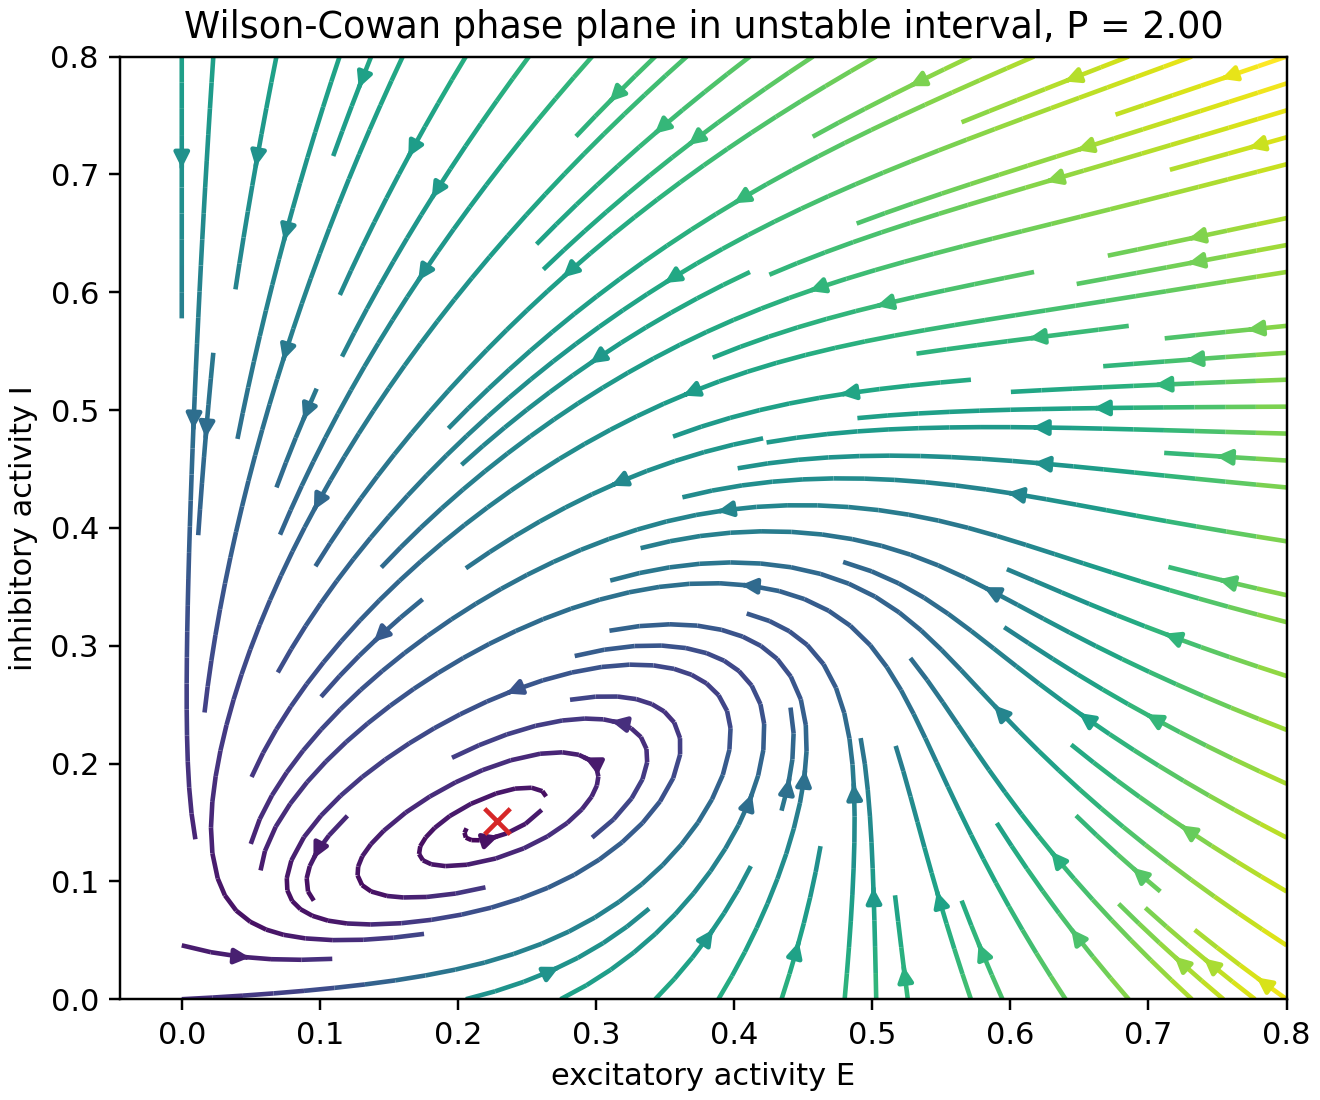 Wilson-Cowan phase plane in unstable interval, P = 2.00
0.8
0.7
0.6
0.5
0.4
0.3
0.2
0.1
0.0
inhibitory activity I
0.0 0.1 0.2 0.3 0.4 0.5 0.6 0.7 0.8
excitatory activity E